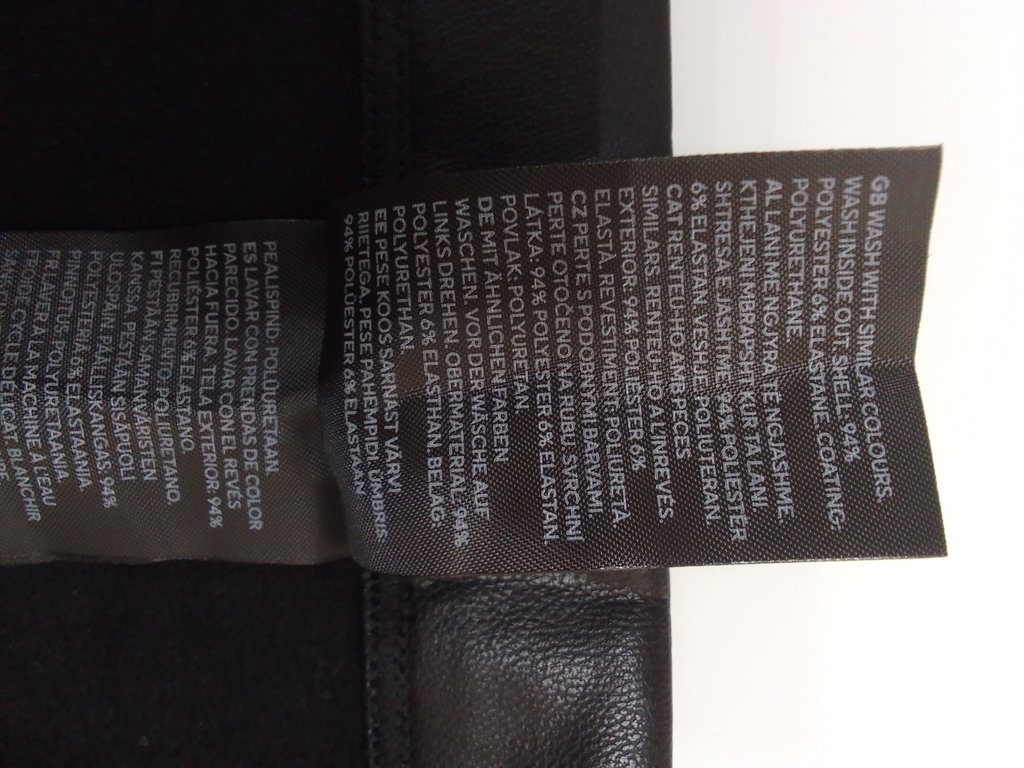 GB WASH WITH SIMILAR COLOURS.
WASH INSIDE OUT. SHELL: 94%
POLYESTER 6% ELASTANE. COATING:
POLYURETHANE
AL LANI ME NGJYRA TE NGJASHME.
KTHEJENI MBRAPSHT KUR TA LANI.
SHTRESA E JASHTME 94% POLIESTER
6% ELASTAN. VESHJE POLIUTERAN.
CAT RENTEU-HO AMB PECES
SIMILARS. RENTEU-HO A L'INREVÉS.
EXTERIOR: 94% POLIÈSTER 6%
ELASTÀ. REVESTIMENT: POLIURETÀ
CZ PERTE S PODOBNÝMI BARVAMI.
PERTE OTOČENO NA RUBU. SVRCHNÍ
LÁTKA: 94% POLYESTER 6% ELASTAN.
POVLAK: POLYURETAN.
DE MIT ÄHNLICHEN FARBEN
WASCHEN. VOR DER WÄSCHE AUF
LINKS DREHEN. OBERMATERIAL: 94%
POLYESTER 6% ELASTHAN. BELAG:
POLYURETHAN.
EE PESE KOOS SARNAST VÄRVI
RIIETEGA. PESE PAHEMPIDI. ÜMBRIS:
94% POLÜESTER 6% ELASTAAN.
PEALISPIND: POLÜURETAAN.
ES LAVAR CON PRENDAS DE COLOR
PARECIDO. LAVAR CON EL REVÉS
HACIA FUERA. TELA EXTERIOR: 94%
POLIÉSTER 6% ELASTANO.
RECUBRIMIENTO: POLIURETANO.
FI PESTÄVÄ SAMANVÄRISTEN
KANSSA. PESTÄVÄ SISÄPUOLI
ULOSPÄIN. PÄÄLLISKANGAS: 94%
POLYESTERIA 6% ELASTAANIA.
PINNOITUS: POLYURETAANIA.
FR LAVER À LA MACHINE À L'EAU
FROIDE CYCLE DÉLICAT BLANCHIR